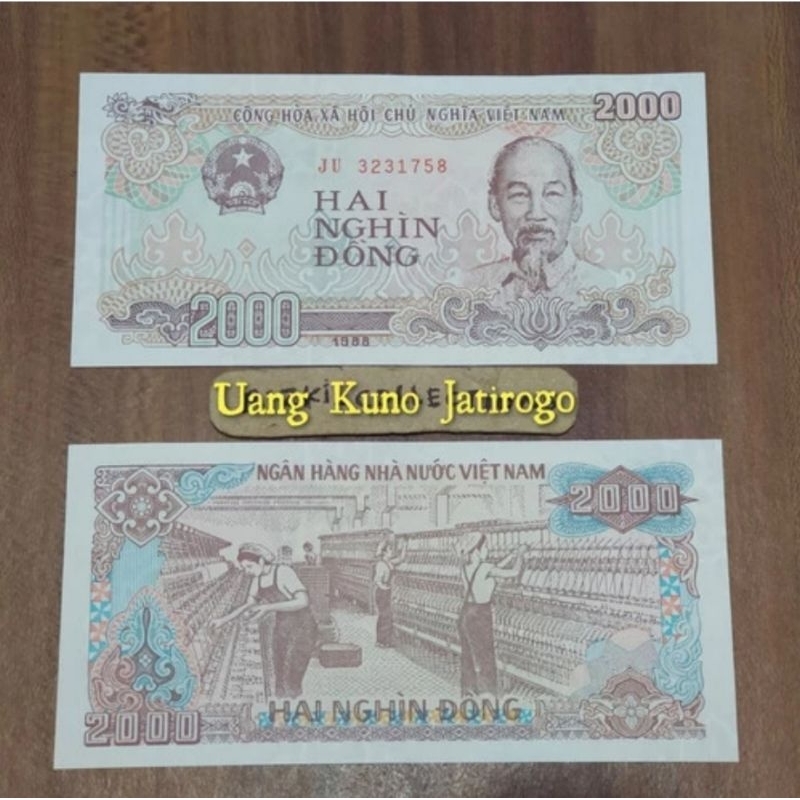 CỘNG HÒA XÃ HỘI CHỦ NGHĨA VIỆT NAM 2000
JU 3231758
HAI
NGHÌN
ĐỒNG
2000
1988
Uang Kuno Jatirogo
NGÂN HÀNG NHÀ NƯỚC VIỆT NAM
2000
HAI NGHÌN ĐỒNG
2000